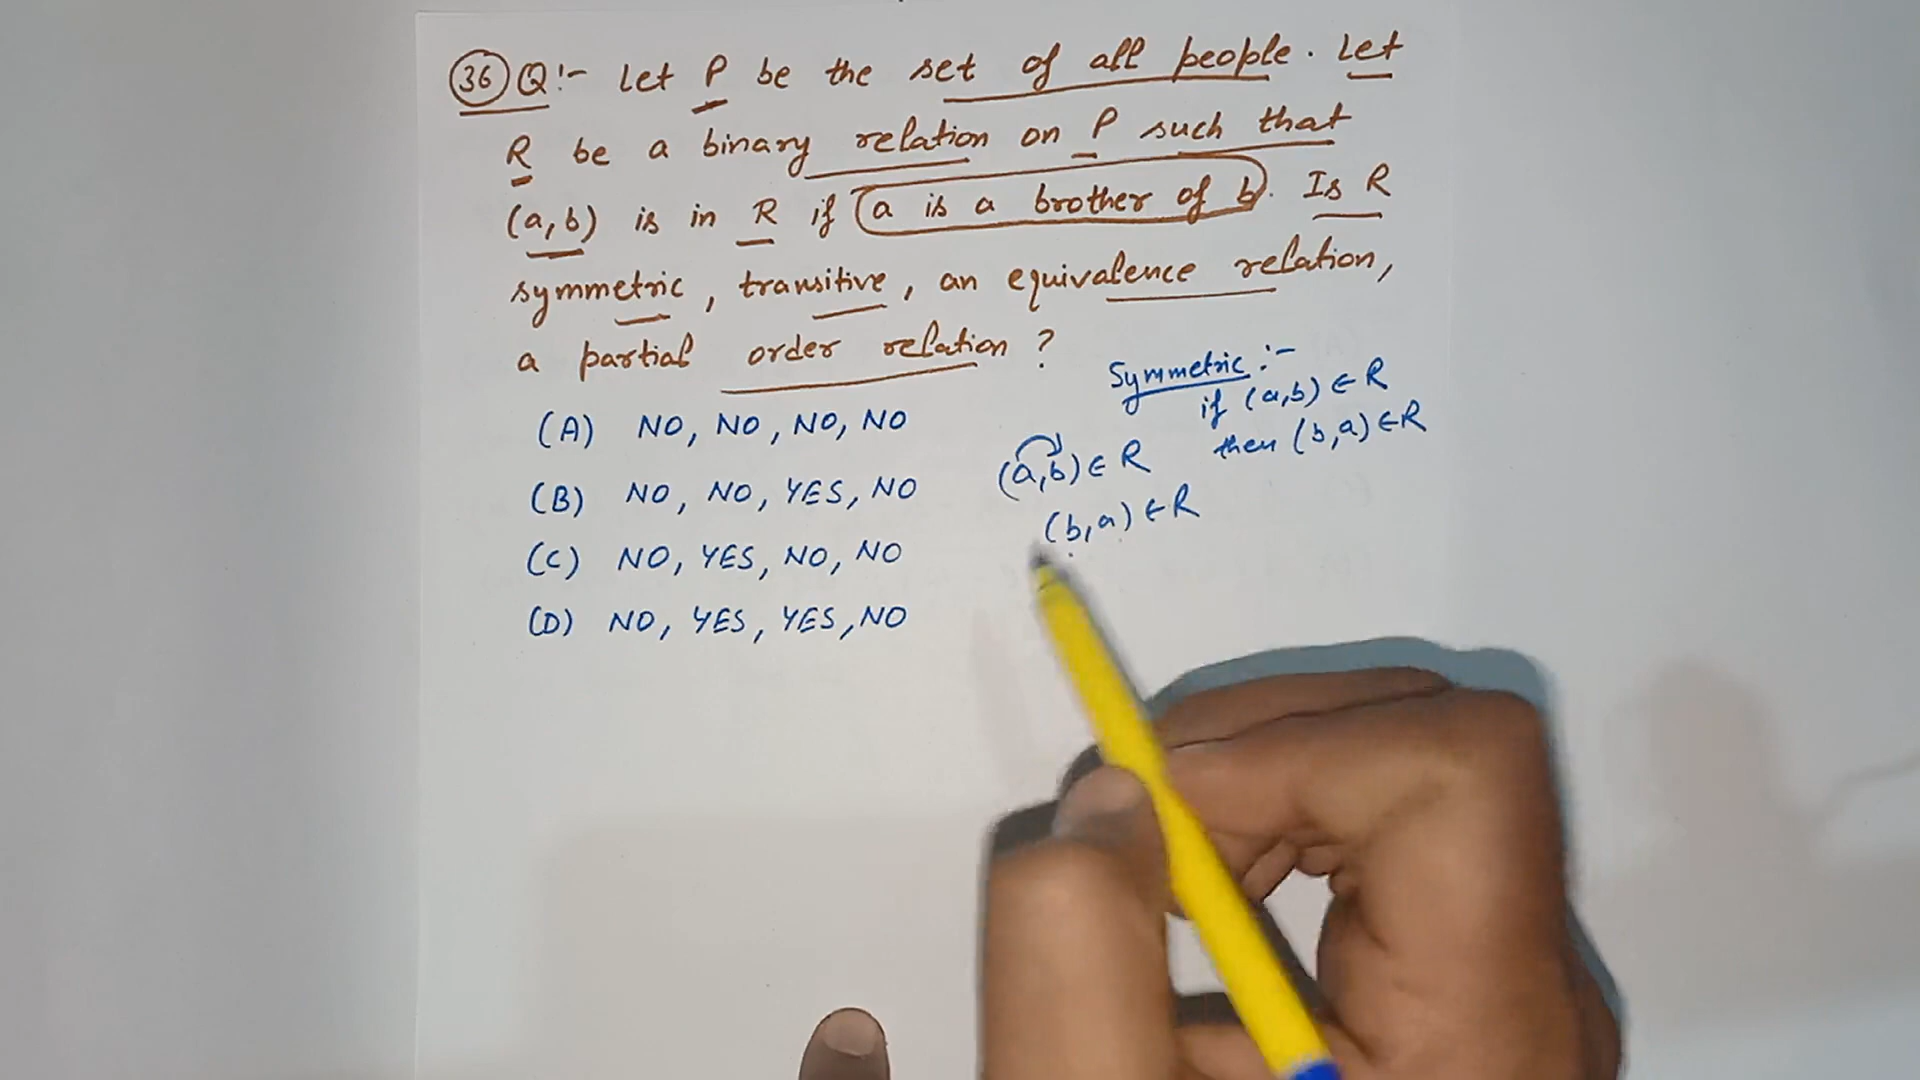 36 Q:- Let P be the set of all people. Let
R be a binary relation on P such that
(a,b) is in R if a is a brother of b. Is R
symmetric, transitive, an equivalence relation,
a partial order relation?
(A) NO, NO, NO, NO
(B) NO, NO, YES, NO
(C) NO, YES, NO, NO
(D) NO, YES, YES, NO
Symmetric:-
if (a,b) ∈ R
then (b,a) ∈ R
(a,b) ∈ R
(b,a) ∈ R